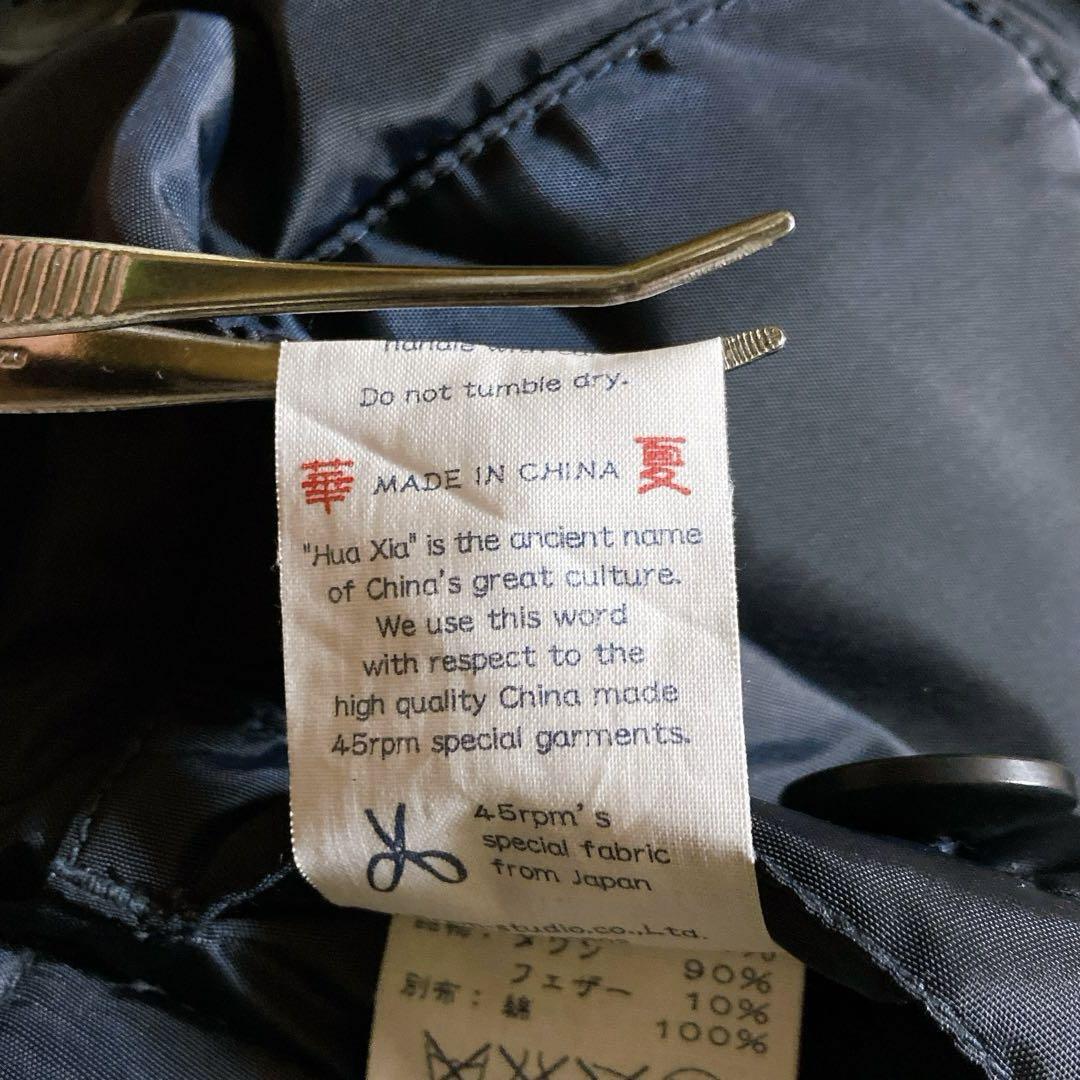 Do not tumble dry.
華 MADE IN CHINA 夏
"Hua Xia" is the ancient name
of China's great culture.
We use this word
with respect to the
high quality China made
45rpm special garments.
45rpm's
special fabric
from Japan
studio.co.,Ltd.
90%
フェザー 10%
別布: 綿 100%